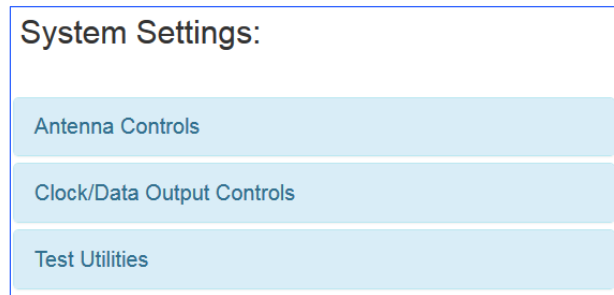 System Settings:
Antenna Controls
Clock/Data Output Controls
Test Utilities